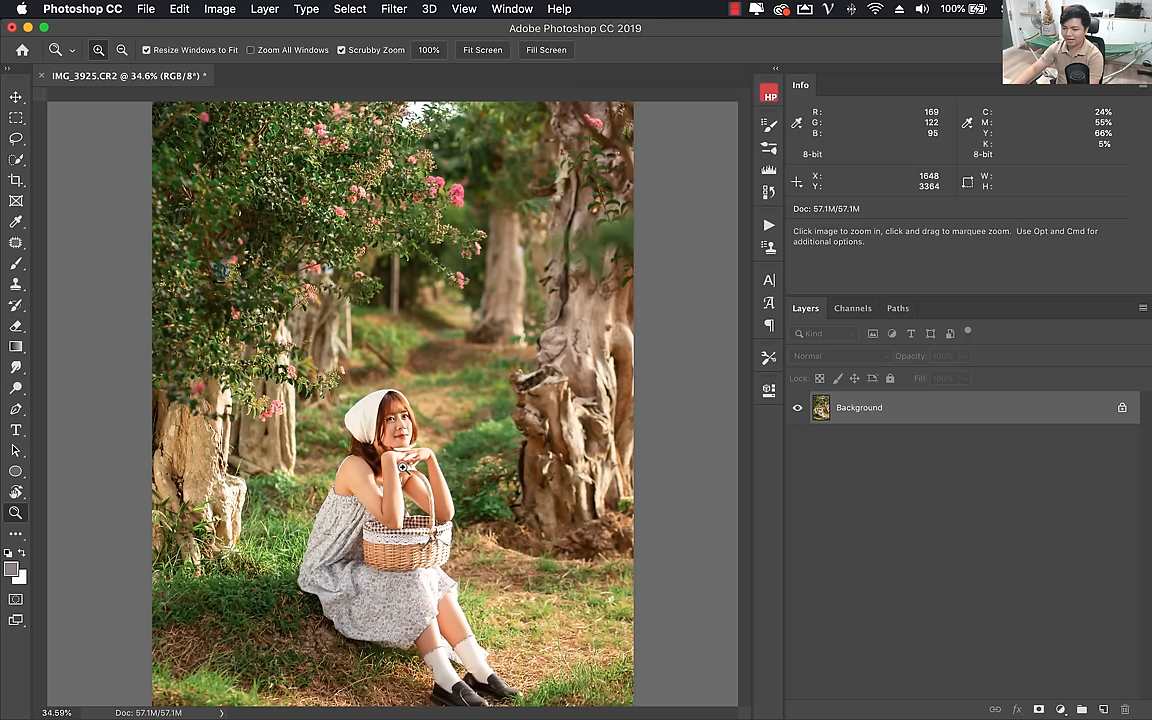 Photoshop CC File Edit Image Layer Type Select Filter 3D View Window Help 100%
Adobe Photoshop CC 2019
Resize Windows to Fit Zoom All Windows Scrubby Zoom 100% Fit Screen Fill Screen
IMG_3925.CR2 @ 34.6% (RGB/8*) *
HP
Info
R: 169 C: 24%
G: 122 M: 55%
B: 95 Y: 66%
K: 5%
8-bit 8-bit
X: 1648 W:
Y: 3364 H:
Doc: 57.1M/57.1M
Click image to zoom in, click and drag to marquee zoom. Use Opt and Cmd for
additional options.
Layers Channels Paths
Kind
Normal Opacity: 100%
Lock: Fill: 100%
Background
fx
34.59% Doc: 57.1M/57.1M